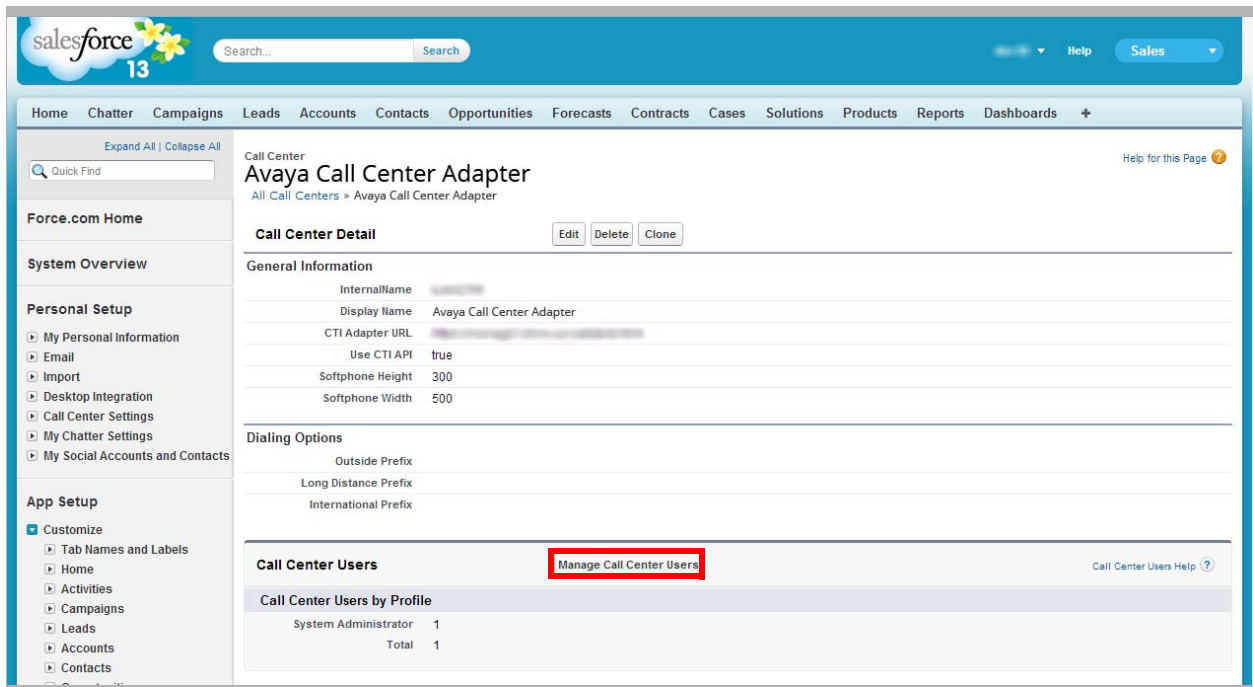 salesforce
13
Search...
Search
Help
Sales
Home Chatter Campaigns Leads Accounts Contacts Opportunities Forecasts Contracts Cases Solutions Products Reports Dashboards +
Expand All | Collapse All
Quick Find
Force.com Home
System Overview
Personal Setup
My Personal Information
Email
Import
Desktop Integration
Call Center Settings
My Chatter Settings
My Social Accounts and Contacts
App Setup
Customize
Tab Names and Labels
Home
Activities
Campaigns
Leads
Accounts
Contacts
Call Center
Avaya Call Center Adapter
Help for this Page ?
All Call Centers » Avaya Call Center Adapter
Call Center Detail Edit Delete Clone
General Information
InternalName
Display Name Avaya Call Center Adapter
CTI Adapter URL
Use CTI API true
Softphone Height 300
Softphone Width 500
Dialing Options
Outside Prefix
Long Distance Prefix
International Prefix
Call Center Users Manage Call Center Users Call Center Users Help ?
Call Center Users by Profile
System Administrator 1
Total 1